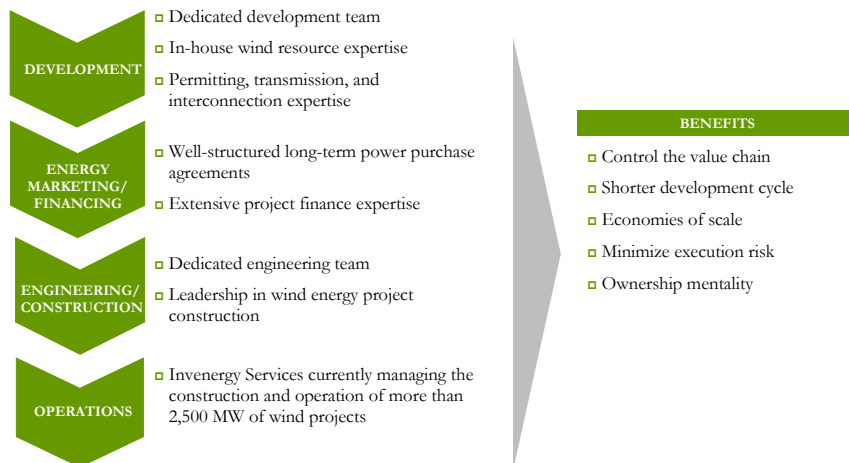 DEVELOPMENT
Dedicated development team
In-house wind resource expertise
Permitting, transmission, and
interconnection expertise
ENERGY
MARKETING/
FINANCING
Well-structured long-term power purchase
agreements
Extensive project finance expertise
ENGINEERING/
CONSTRUCTION
Dedicated engineering team
Leadership in wind energy project
construction
OPERATIONS
Invenergy Services currently managing the
construction and operation of more than
2,500 MW of wind projects
BENEFITS
Control the value chain
Shorter development cycle
Economies of scale
Minimize execution risk
Ownership mentality